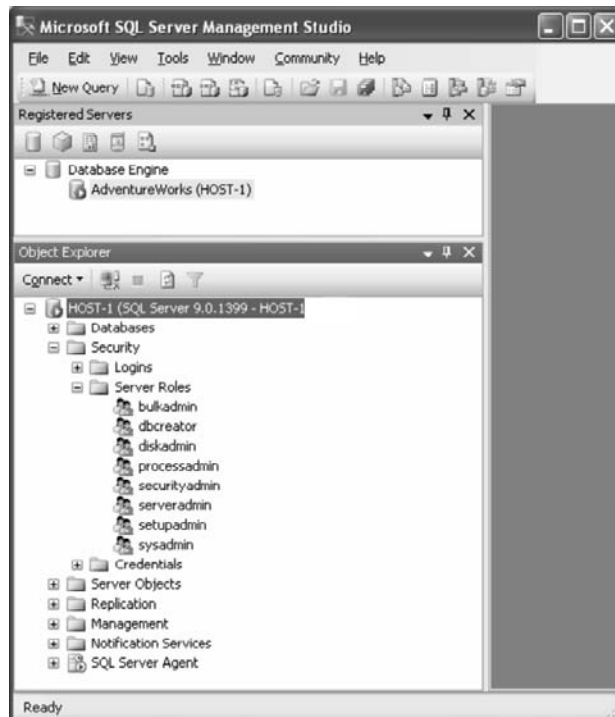 Microsoft SQL Server Management Studio
File Edit View Tools Window Community Help
New Query
Registered Servers
Database Engine
AdventureWorks (HOST-1)
Object Explorer
Connect
HOST-1 (SQL Server 9.0.1399 - HOST-1
Databases
Security
Logins
Server Roles
bulkadmin
dbcreator
diskadmin
processadmin
securityadmin
serveradmin
setupadmin
sysadmin
Credentials
Server Objects
Replication
Management
Notification Services
SQL Server Agent
Ready